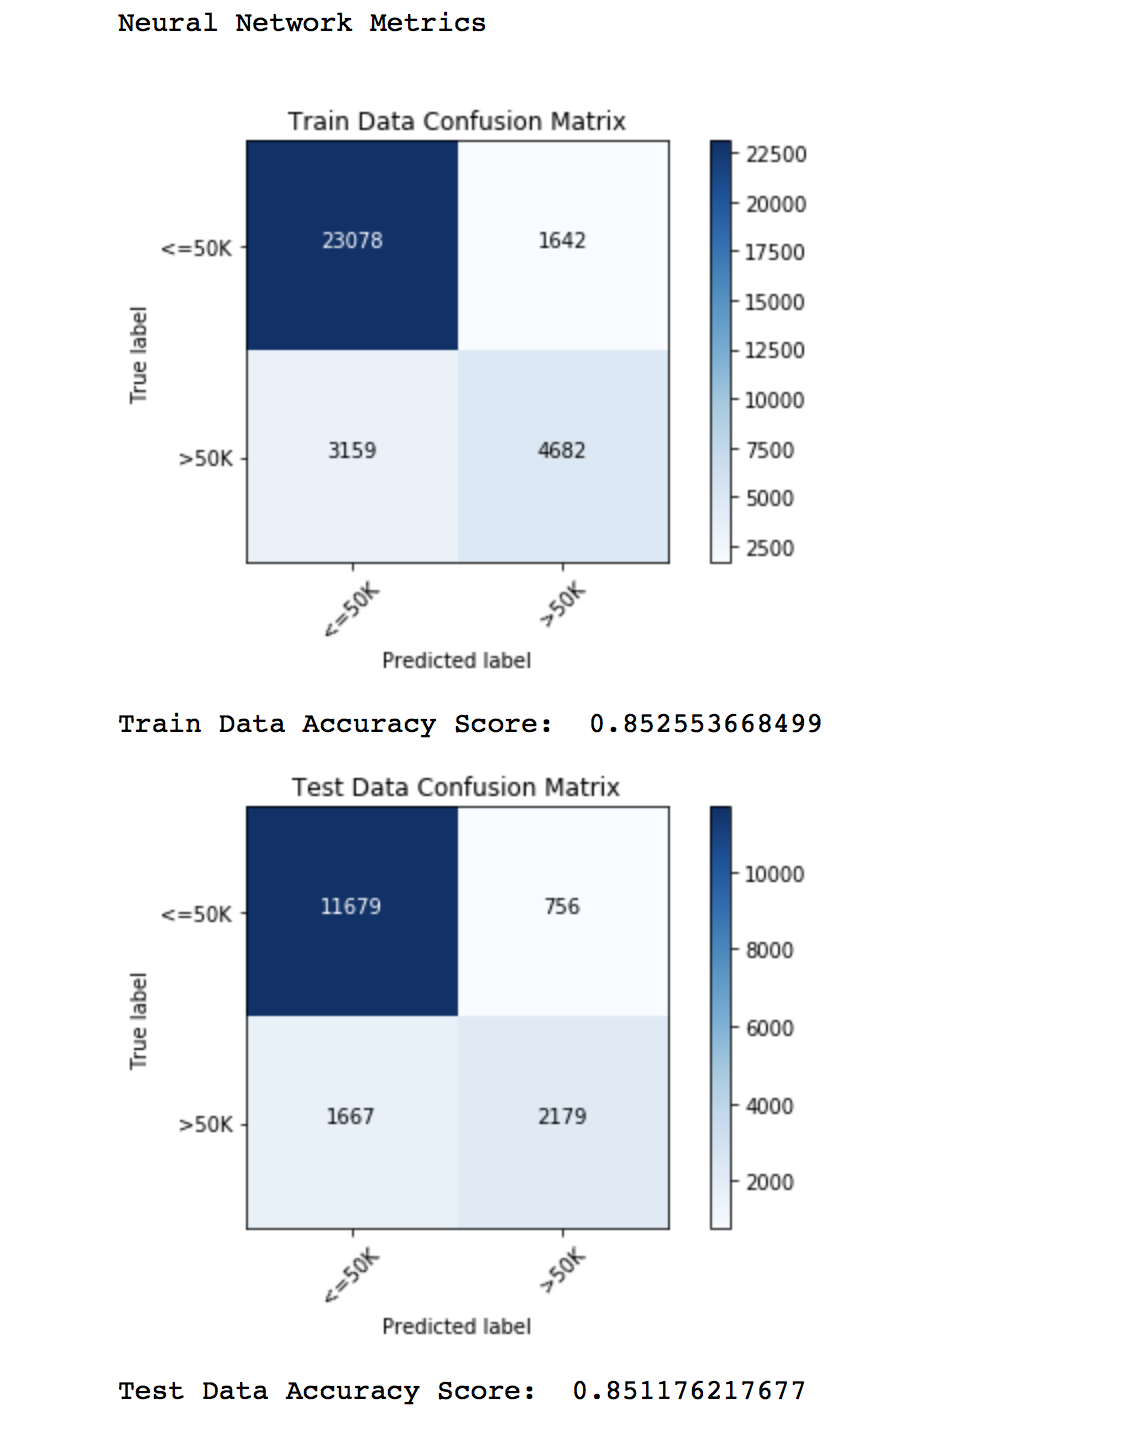 Neural Network Metrics
Train Data Confusion Matrix
22500
20000
17500
15000
12500
10000
7500
5000
2500
True label
<=50K
23078
1642
>50K
3159
4682
<=50K
>50K
Predicted label
Train Data Accuracy Score: 0.852553668499
Test Data Confusion Matrix
10000
8000
6000
4000
2000
True label
<=50K
11679
756
>50K
1667
2179
<=50K
>50K
Predicted label
Test Data Accuracy Score: 0.851176217677